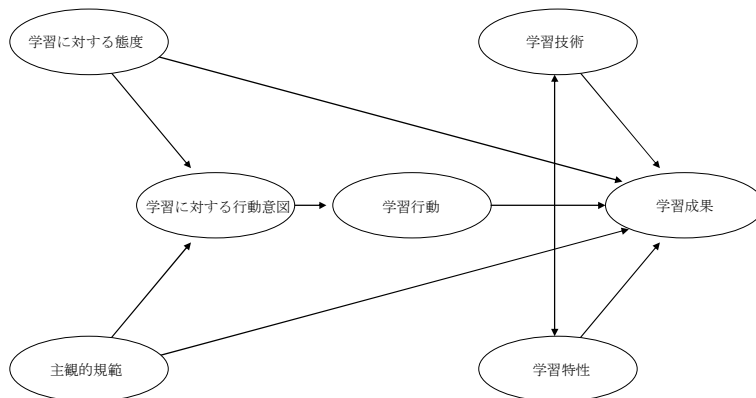 学習に対する態度
学習技術
学習に対する行動意図
学習行動
学習成果
主観的規範
学習特性